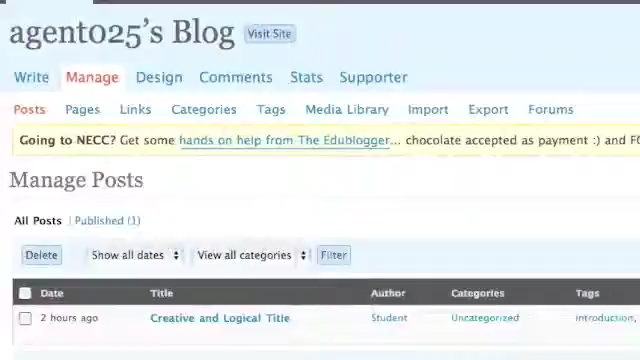 agent025's Blog Visit Site
Write Manage Design Comments Stats Supporter
Posts Pages Links Categories Tags Media Library Import Export Forums
Going to NECC? Get some hands on help from The Edublogger... chocolate accepted as payment :) and
Manage Posts
All Posts | Published (1)
Delete Show all dates View all categories Filter
Date Title Author Categories Tags
2 hours ago Creative and Logical Title Student Uncategorized introduction,